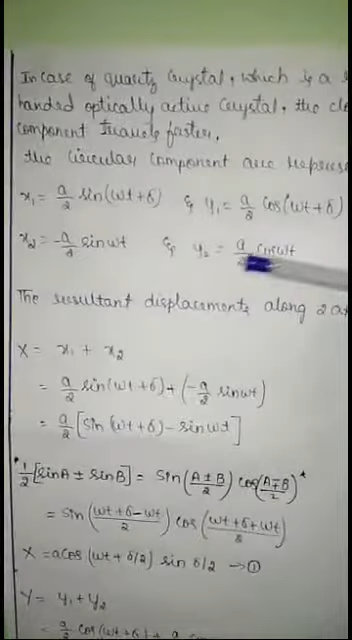 In case of quartz crystal, which is a
handed optically active crystal, the
component travels faster.
the circular component are
x₁ = a/2 sin(ωt+δ) & y₁ = a/2 cos(ωt+δ)
x₂ = -a/2 sinωt & y₂ = a/2 cosωt
The resultant displacements along 2
X = x₁ + x₂
= a/2 sin(ωt+δ) + (-a/2 sinωt)
= a/2 [sin(ωt+δ) - sinωt]
*1/2 [sinA ± sinB] = sin(A±B/2) cos(A∓B/2)*
= sin(ωt+δ-ωt/2) cos(ωt+δ+ωt/2)
X = a cos(ωt+δ/2) sin δ/2 → ①
Y = y₁ + y₂
= a/2 cos(ωt+δ) +